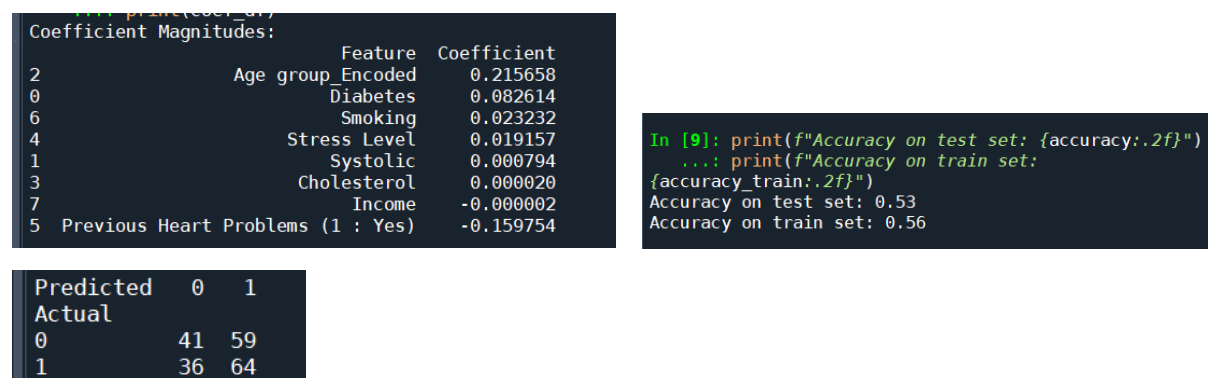 ....: print(coef_df)
Coefficient Magnitudes:
Feature Coefficient
2 Age group_Encoded 0.215658
0 Diabetes 0.082614
6 Smoking 0.023232
4 Stress Level 0.019157
1 Systolic 0.000794
3 Cholesterol 0.000020
7 Income -0.000002
5 Previous Heart Problems (1 : Yes) -0.159754
In [9]: print(f"Accuracy on test set: {accuracy:.2f}")
...: print(f"Accuracy on train set:
{accuracy_train:.2f}")
Accuracy on test set: 0.53
Accuracy on train set: 0.56
Predicted 0 1
Actual
0 41 59
1 36 64